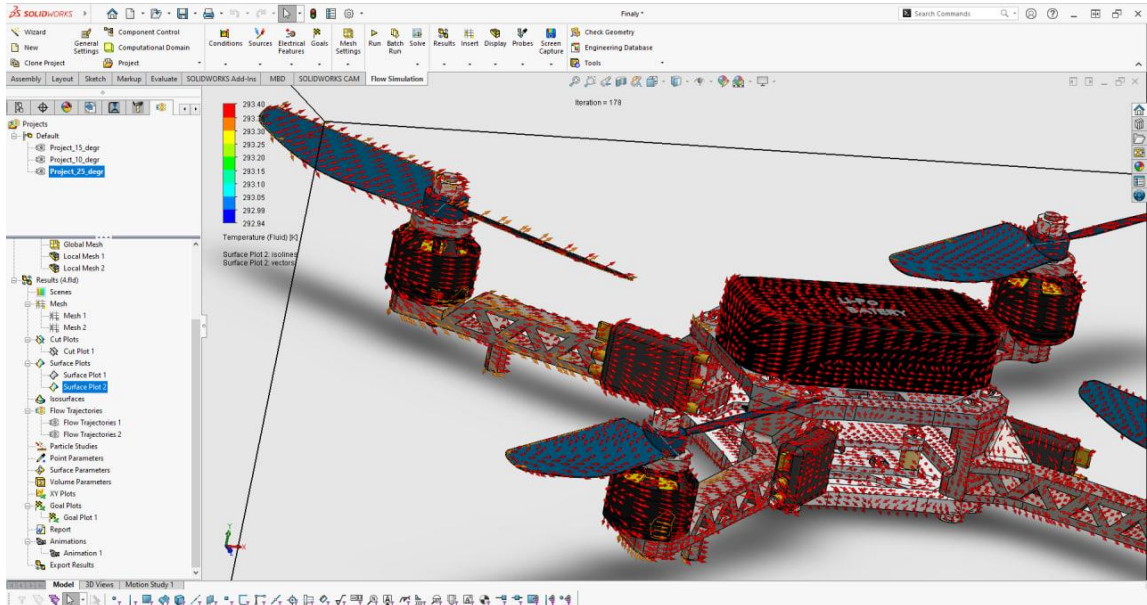 SOLIDWORKS
Finaly *
Search Commands
Wizard
New
Clone Project
General Settings
Component Control
Computational Domain
Project
Conditions
Sources
Electrical Features
Goals
Mesh Settings
Run
Batch Run
Solve
Results
Insert
Display
Probes
Screen Capture
Check Geometry
Engineering Database
Tools
Assembly
Layout
Sketch
Markup
Evaluate
SOLIDWORKS Add-Ins
MBD
SOLIDWORKS CAM
Flow Simulation
Projects
Default
Project_15_degr
Project_10_degr
Project_25_degr
Global Mesh
Local Mesh 1
Local Mesh 2
Results (4.fld)
Scenes
Mesh
Mesh 1
Mesh 2
Cut Plots
Cut Plot 1
Surface Plots
Surface Plot 1
Surface Plot 2
Isosurfaces
Flow Trajectories
Flow Trajectories 1
Flow Trajectories 2
Particle Studies
Point Parameters
Surface Parameters
Volume Parameters
XY Plots
Goal Plots
Goal Plot 1
Report
Animations
Animation 1
Export Results
Iteration = 178
293.40
293.30
293.25
293.20
293.15
293.10
293.05
292.99
292.94
Temperature (Fluid) [K]
Surface Plot 2: isolines
Surface Plot 2: vectors
Li-Po
BATERY
Y
X
Model
3D Views
Motion Study 1